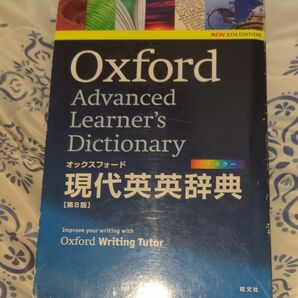 NEW 8TH EDITION
Oxford
Advanced
Learner's
Dictionary
オックスフォード
現代英英辞典
[第8版]
Improve your writing with
Oxford Writing Tutor
旺文社